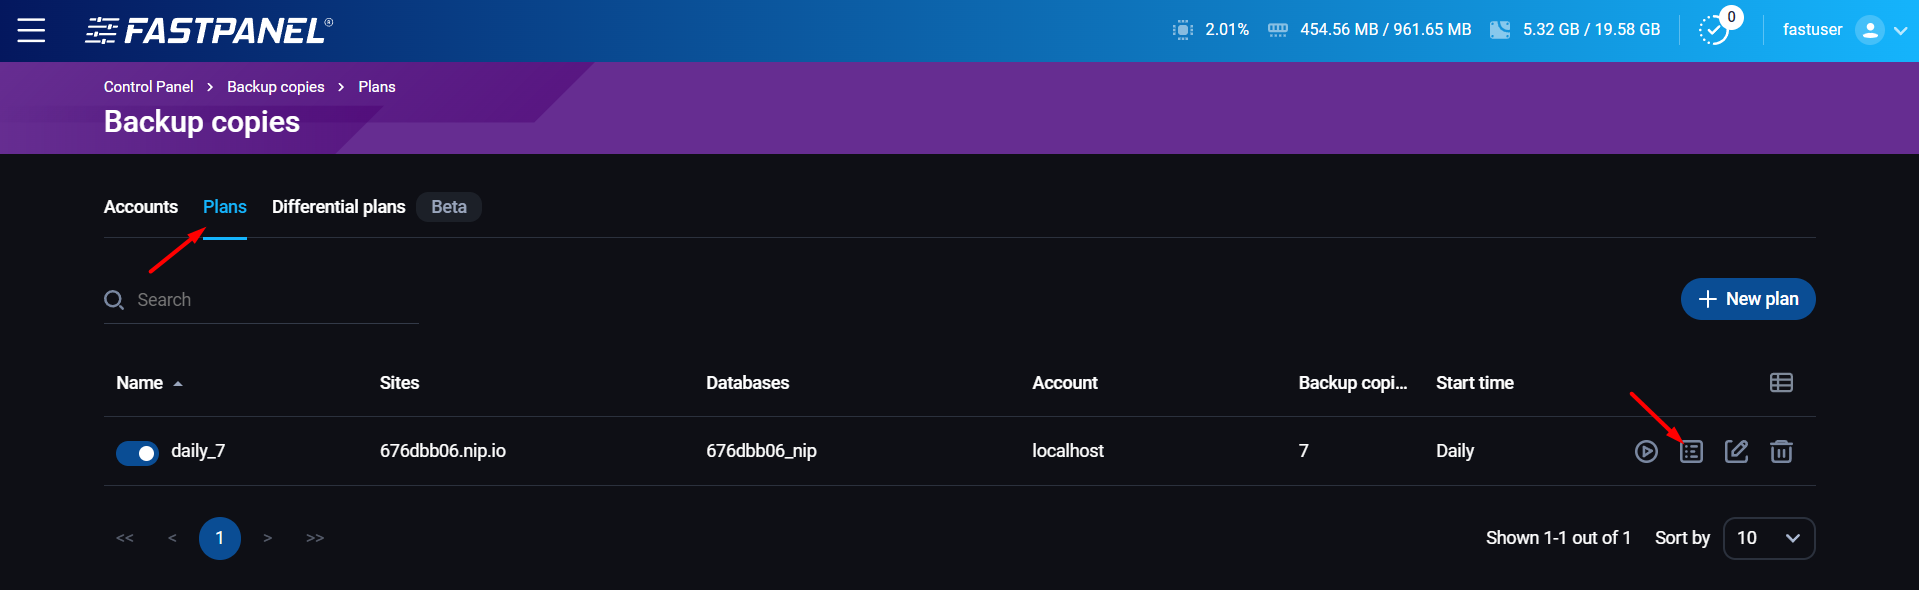 FASTPANEL® 2.01% 454.56 MB / 961.65 MB 5.32 GB / 19.58 GB 0 fastuser
Control Panel > Backup copies > Plans
Backup copies
Accounts Plans Differential plans Beta
Search + New plan
Name Sites Databases Account Backup copi... Start time
daily_7 676dbb06.nip.io 676dbb06_nip localhost 7 Daily
<< < 1 > >> Shown 1-1 out of 1 Sort by 10